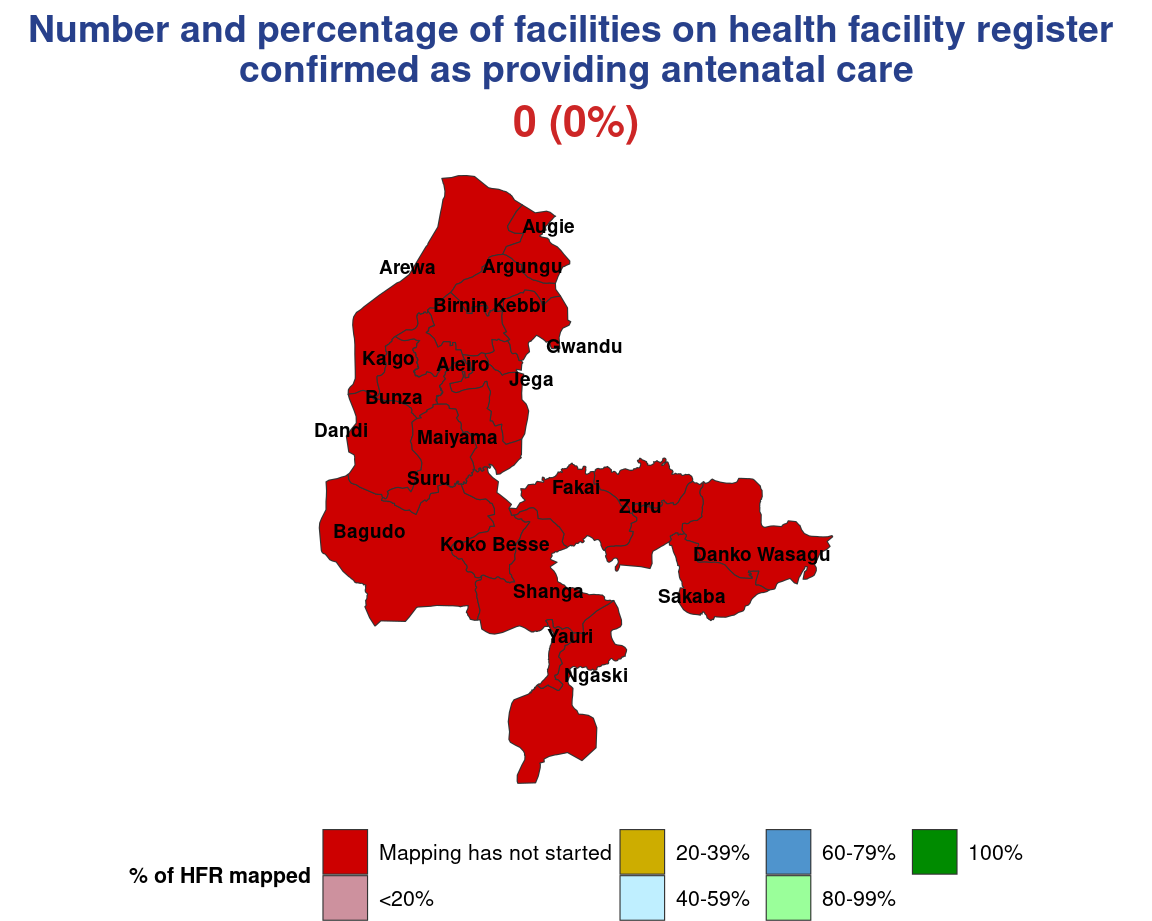 Number and percentage of facilities on health facility register
confirmed as providing antenatal care
0 (0%)
Augie
Arewa
Argungu
Birnin Kebbi
Gwandu
Kalgo
Aleiro
Jega
Bunza
Dandi
Maiyama
Suru
Fakai
Zuru
Bagudo
Koko Besse
Danko Wasagu
Shanga
Sakaba
Yauri
Ngaski
% of HFR mapped
Mapping has not started
<20%
20-39%
40-59%
60-79%
80-99%
100%